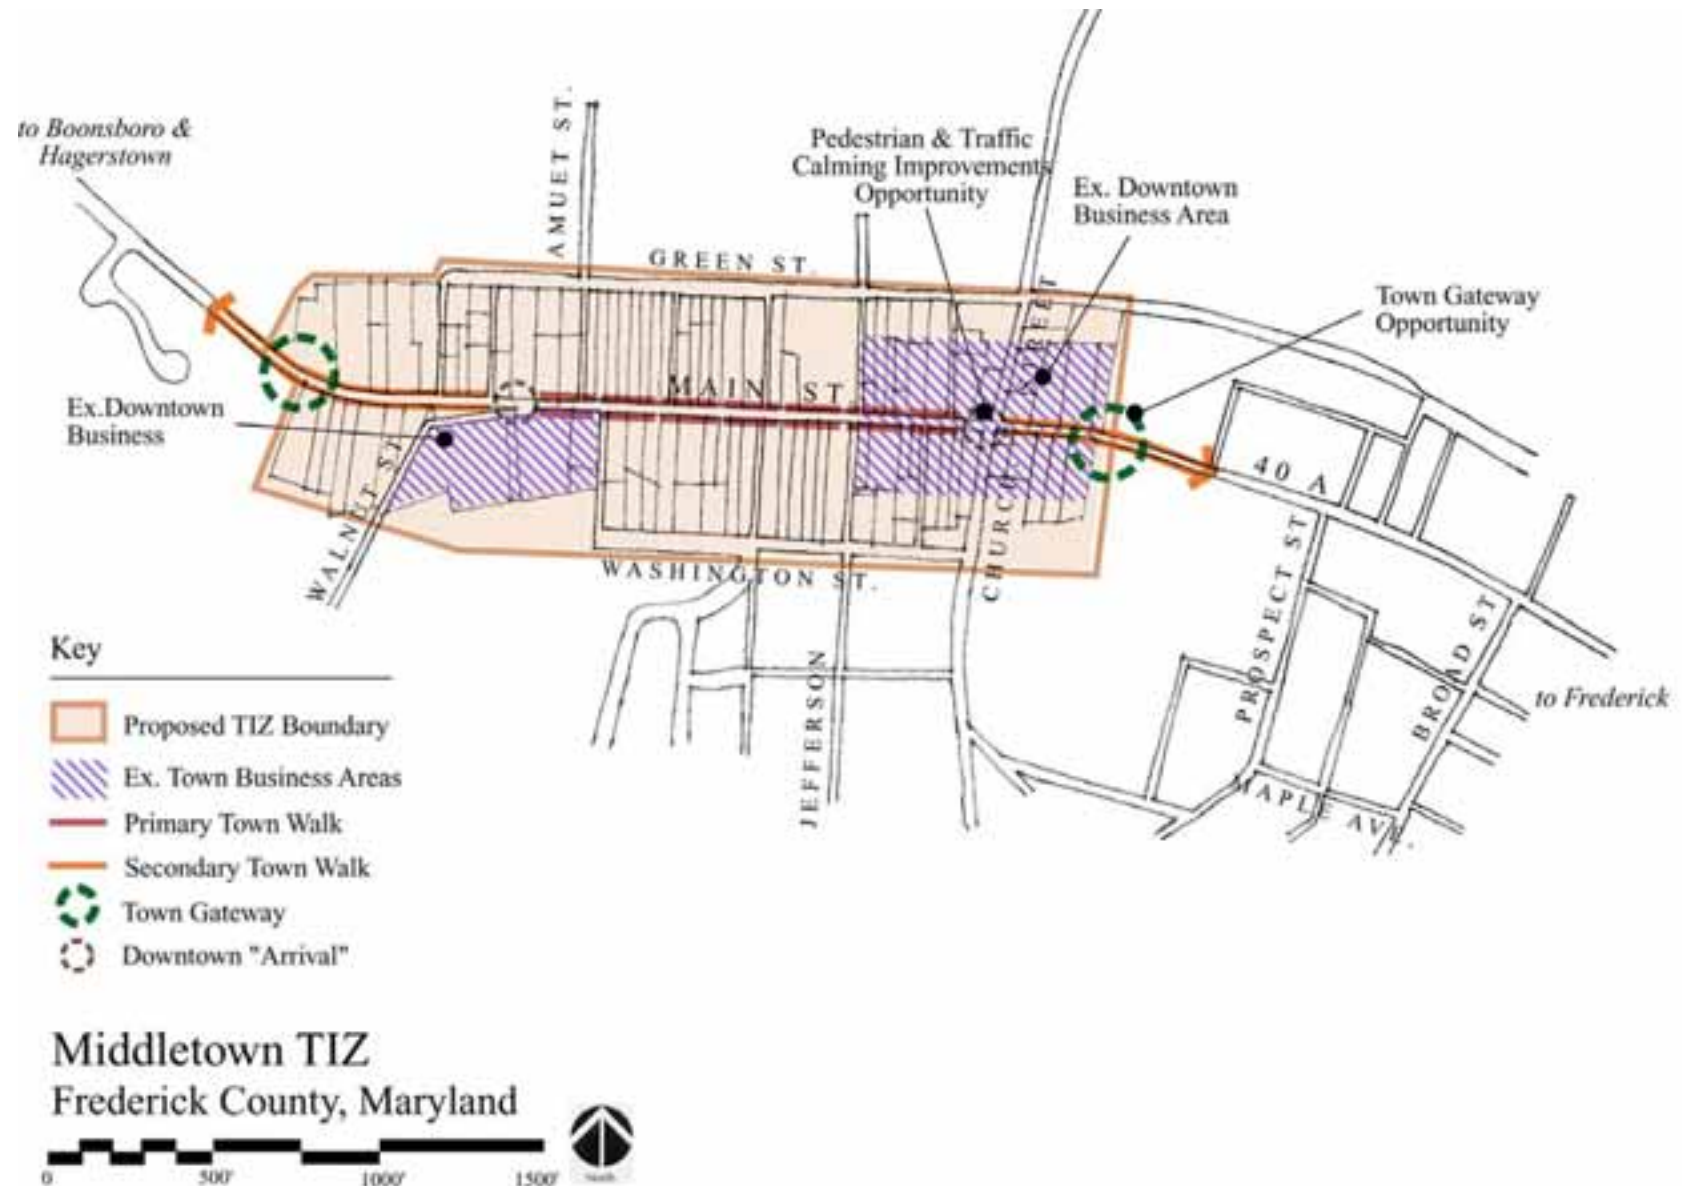 to Boonsboro &
Hagerstown
AMUET ST.
Pedestrian & Traffic
Calming Improvements
Opportunity
Ex. Downtown
Business Area
GREEN ST.
Town Gateway
Opportunity
MAIN ST
STREET
Ex.Downtown
Business
40 A
WALNUT ST
CHURCH
WASHINGTON ST.
PROSPECT ST
BROAD ST
to Frederick
JEFFERSON
MAPLE AVE.
Key
Proposed TIZ Boundary
Ex. Town Business Areas
Primary Town Walk
Secondary Town Walk
Town Gateway
Downtown "Arrival"
Middletown TIZ
Frederick County, Maryland
0 500' 1000' 1500'
North